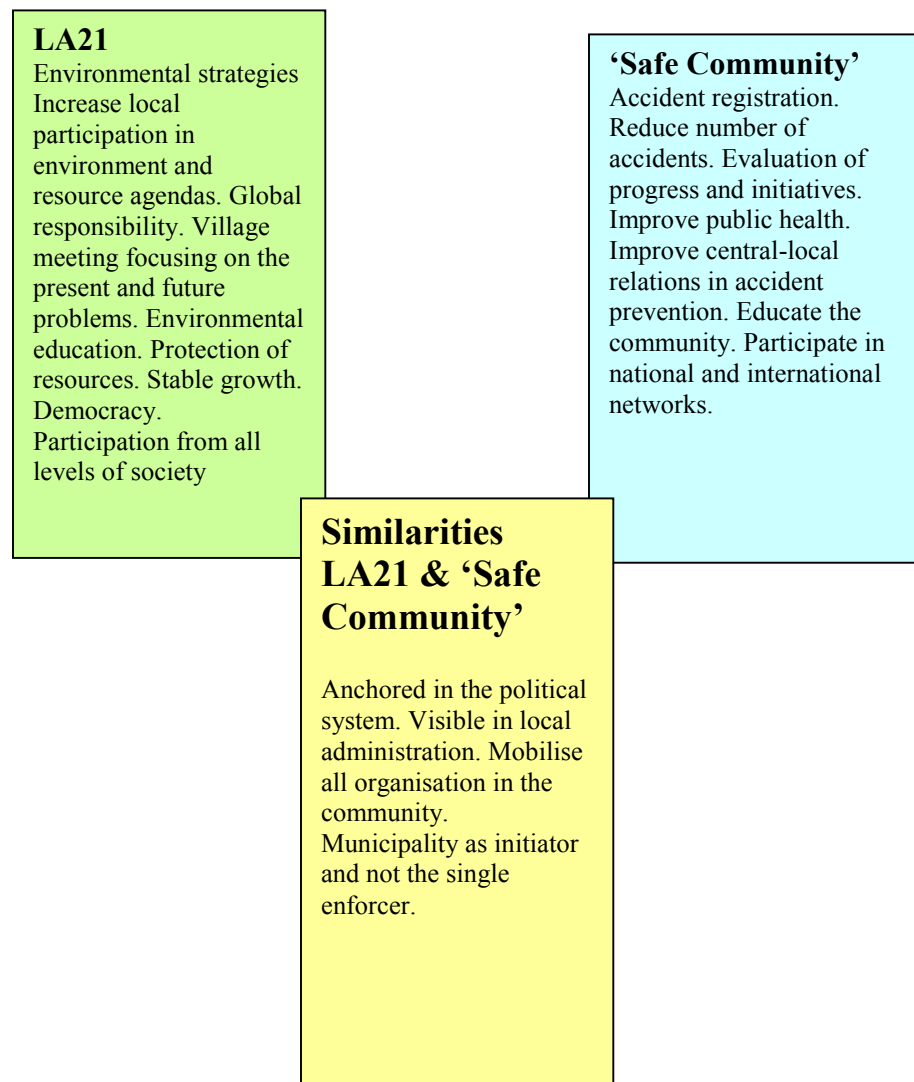 LA21
Environmental strategies
Increase local
participation in
environment and
resource agendas. Global
responsibility. Village
meeting focusing on the
present and future
problems. Environmental
education. Protection of
resources. Stable growth.
Democracy.
Participation from all
levels of society
‘Safe Community’
Accident registration.
Reduce number of
accidents. Evaluation of
progress and initiatives.
Improve public health.
Improve central-local
relations in accident
prevention. Educate the
community. Participate in
national and international
networks.
Similarities
LA21 & ‘Safe
Community’
Anchored in the political
system. Visible in local
administration. Mobilise
all organisation in the
community.
Municipality as initiator
and not the single
enforcer.